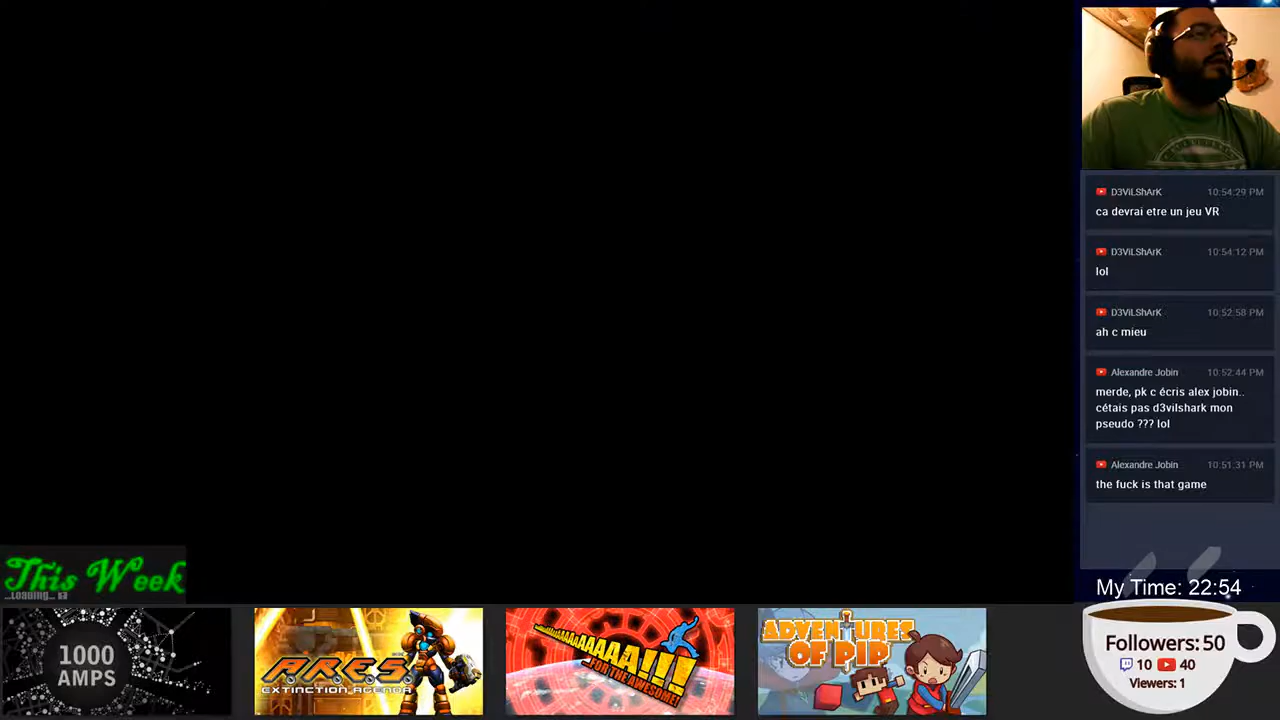 D3ViLShArK 10:54:29 PM
ca devrai etre un jeu VR
D3ViLShArK 10:54:12 PM
lol
D3ViLShArK 10:52:58 PM
ah c mieu
Alexandre Jobin 10:52:44 PM
merde, pk c écris alex jobin..
cétais pas d3vilshark mon
pseudo ??? lol
Alexandre Jobin 10:51:31 PM
the fuck is that game
This Week
...Loading...
My Time: 22:54
1000
AMPS
ARES
EXTINCTION AGENDA
...FOR THE AWESOME!
ADVENTURES
OF PIP
Followers: 50
10 40
Viewers: 1